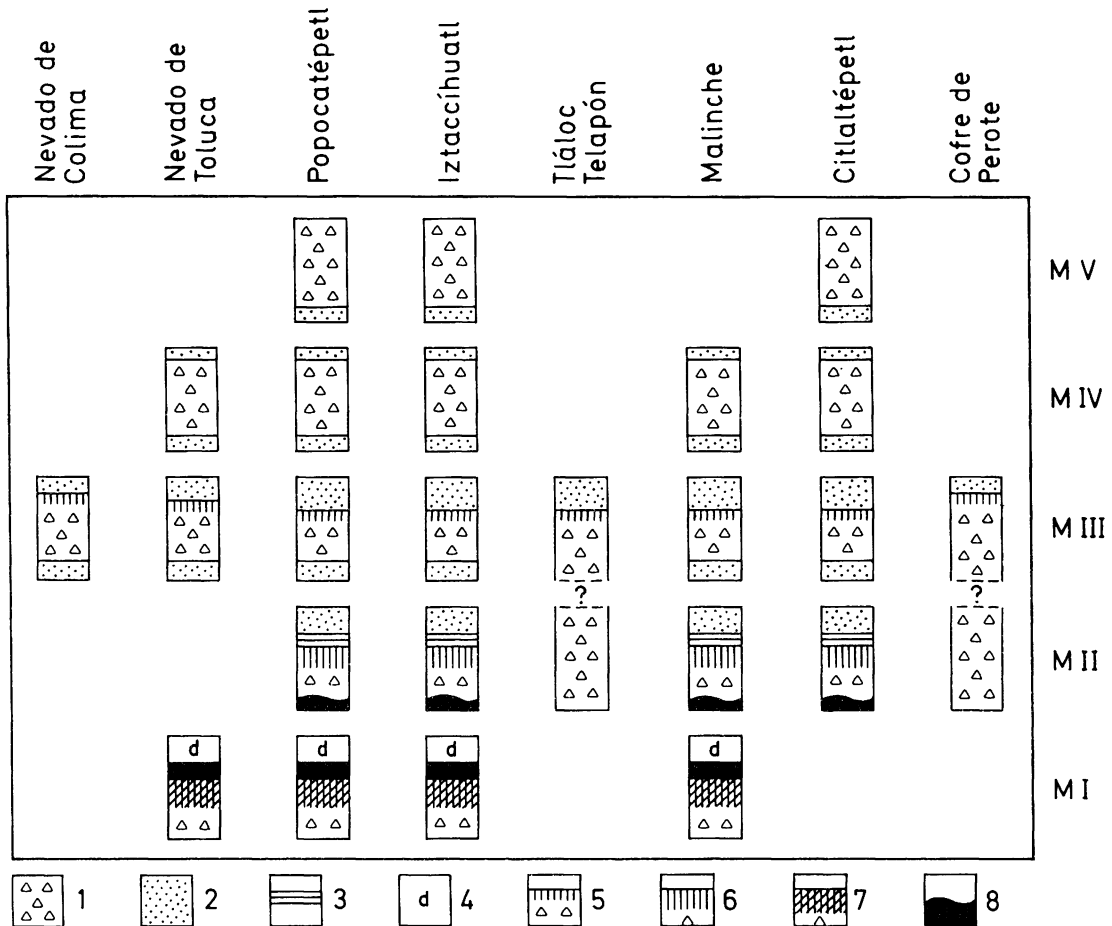 Nevado de
Colima
Nevado de
Toluca
Popocatépetl
Iztaccíhuatl
Tláloc
Telapón
Malinche
Citlaltépetl
Cofre de
Perote
M V
M IV
M III
? ?
M II
d d d d
M I
1 2 3 d 4 5 6 7 8